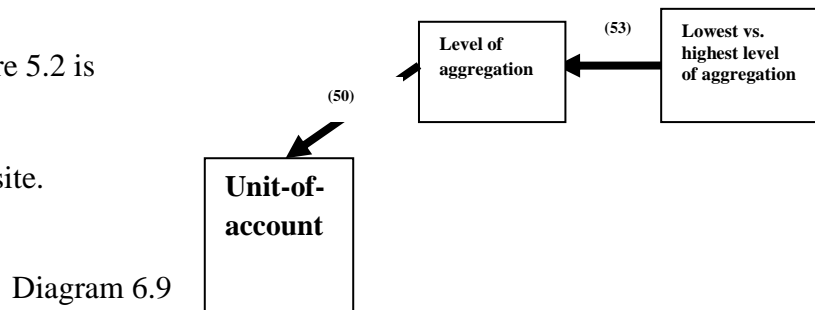 re 5.2 is
site.
Diagram 6.9
(50)
Unit-of-
account
Level of
aggregation
(53)
Lowest vs.
highest level
of aggregation